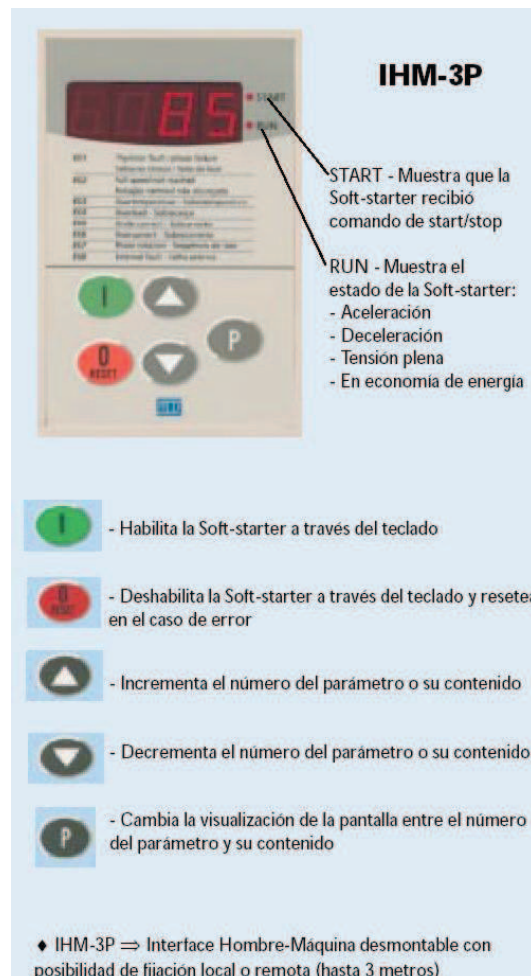 IHM-3P
85
START
RUN
START - Muestra que la
Soft-starter recibió
comando de start/stop
RUN - Muestra el
estado de la Soft-starter:
- Aceleración
- Deceleración
- Tensión plena
- En economía de energía
I
P
0
RESET
I
- Habilita la Soft-starter a través del teclado
0
RESET
- Deshabilita la Soft-starter a través del teclado y resetea
en el caso de error
- Incrementa el número del parámetro o su contenido
- Decrementa el número del parámetro o su contenido
P
- Cambia la visualización de la pantalla entre el número
del parámetro y su contenido
♦ IHM-3P ⇒ Interface Hombre-Máquina desmontable con
posibilidad de fijación local o remota (hasta 3 metros)